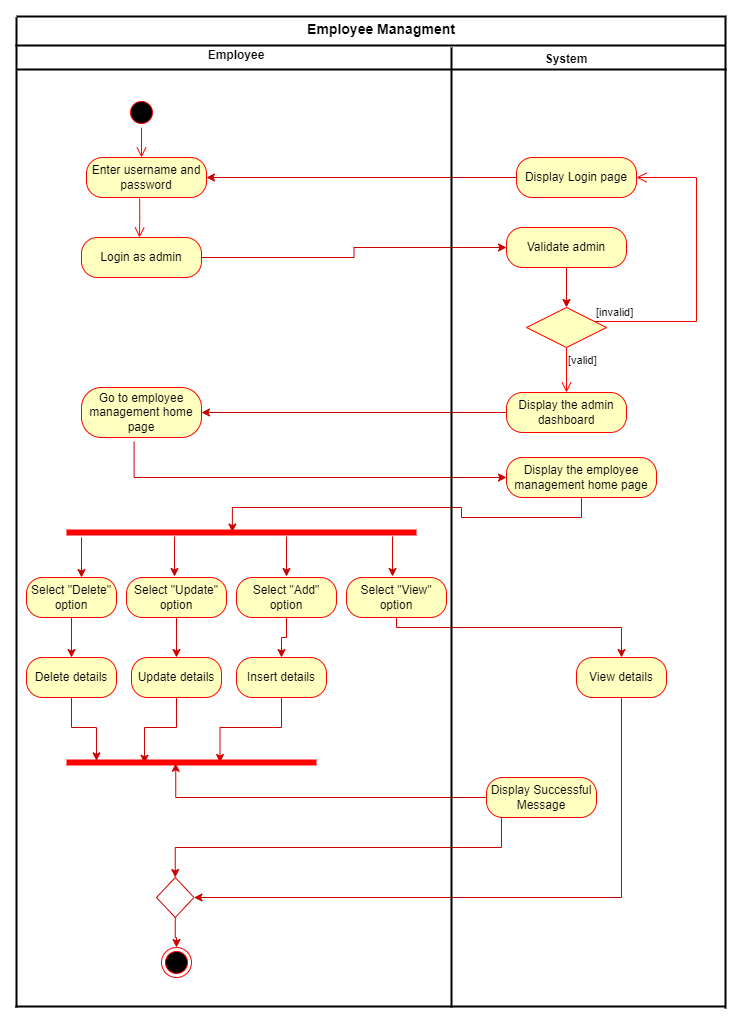 Employee Managment
Employee
System
Enter username and
password
Display Login page
Login as admin
Validate admin
[invalid]
[valid]
Go to employee
management home
page
Display the admin
dashboard
Display the employee
management home page
Select "Delete"
option
Select "Update"
option
Select "Add"
option
Select "View"
option
Delete details
Update details
Insert details
View details
Display Successful
Message